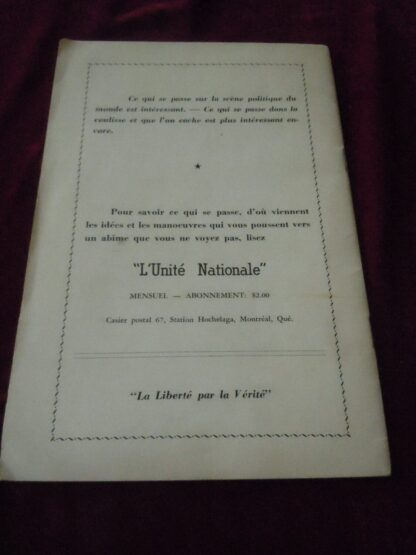 Ce qui se passe sur la scène politique du
monde est intéressant. — Ce qui se passe dans la
coulisse et que l'on cache est plus intéressant en-
core.
★
Pour savoir ce qui se passe, d'où viennent
les idées et les manoeuvres qui vous poussent vers
un abîme que vous ne voyez pas, lisez
"L'Unité Nationale"
MENSUEL — ABONNEMENT: $2.00
Casier postal 67, Station Hochelaga, Montréal, Qué.
"La Liberté par la Vérité"